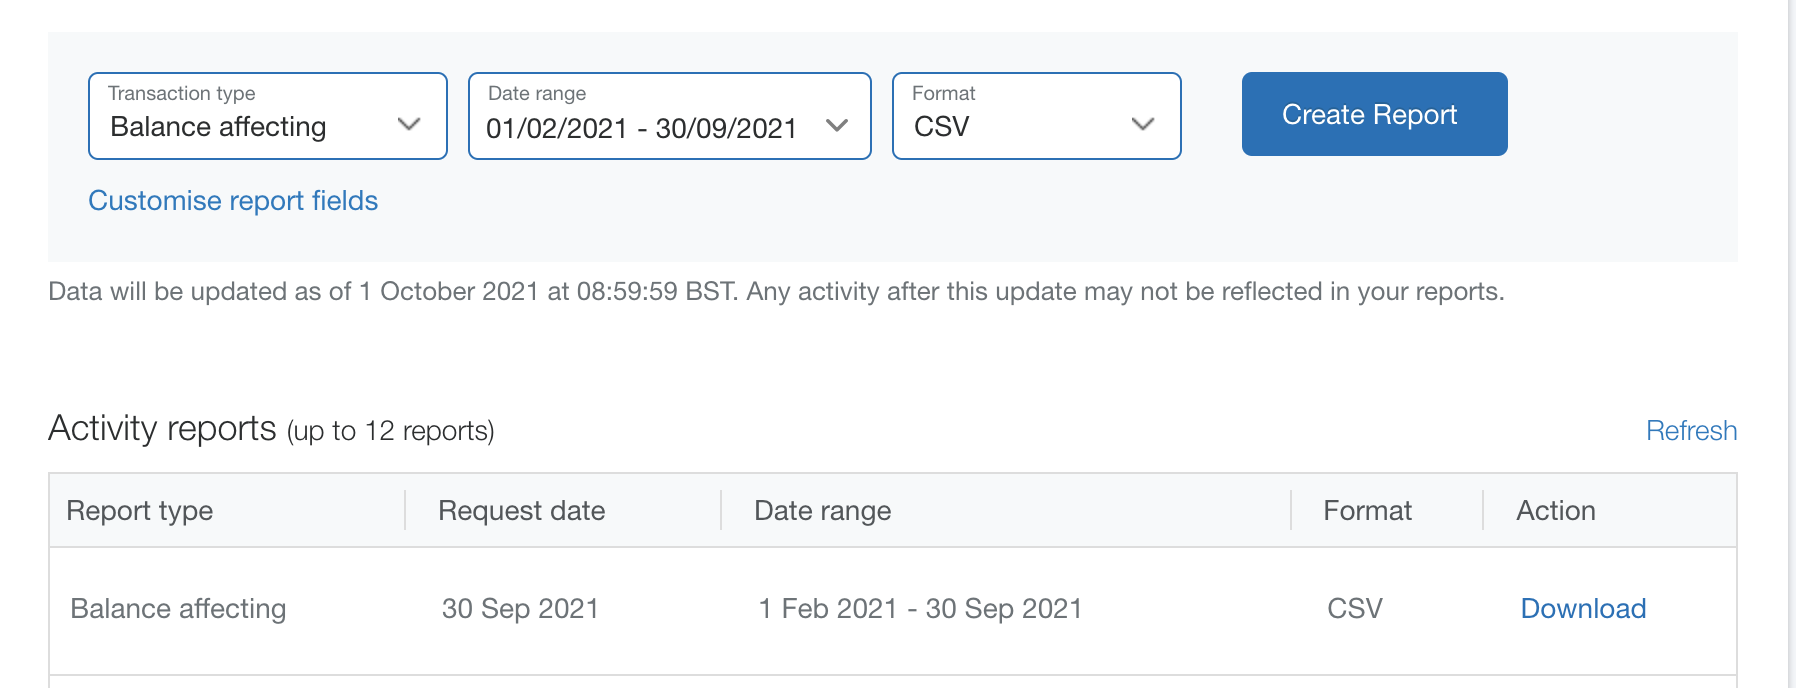 Transaction type
Balance affecting
Date range
01/02/2021 - 30/09/2021
Format
CSV
Create Report
Customise report fields
Data will be updated as of 1 October 2021 at 08:59:59 BST. Any activity after this update may not be reflected in your reports.
Activity reports (up to 12 reports)
Refresh
Report type Request date Date range Format Action
Balance affecting 30 Sep 2021 1 Feb 2021 - 30 Sep 2021 CSV Download